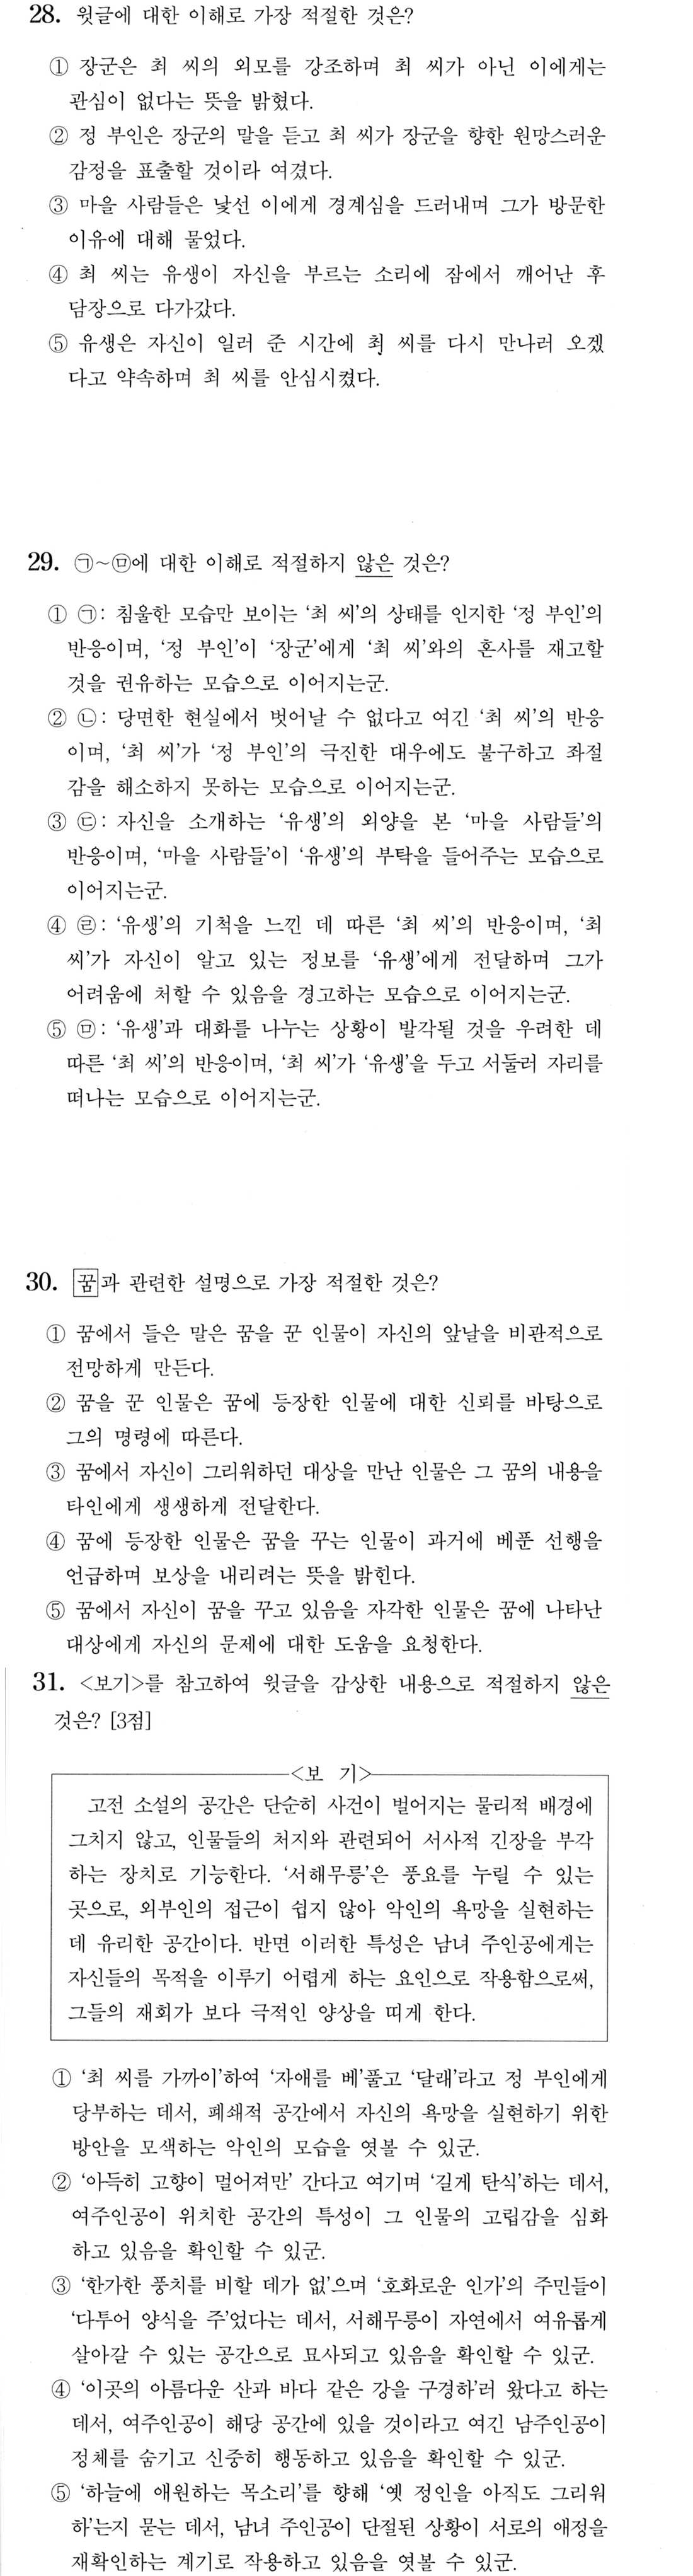 28. 윗글에 대한 이해로 가장 적절한 것은?
① 장군은 최 씨의 외모를 강조하며 최 씨가 아닌 이에게는
관심이 없다는 뜻을 밝혔다.
② 정 부인은 장군의 말을 듣고 최 씨가 장군을 향한 원망스러운
감정을 표출할 것이라 여겼다.
③ 마을 사람들은 낯선 이에게 경계심을 드러내며 그가 방문한
이유에 대해 물었다.
④ 최 씨는 유생이 자신을 부르는 소리에 잠에서 깨어난 후
담장으로 다가갔다.
⑤ 유생은 자신이 일러 준 시간에 최 씨를 다시 만나러 오겠
다고 약속하며 최 씨를 안심시켰다.
29. ㉠~㉤에 대한 이해로 적절하지 않은 것은?
① ㉠: 침울한 모습만 보이는 ‘최 씨’의 상태를 인지한 ‘정 부인’의
반응이며, ‘정 부인’이 ‘장군’에게 ‘최 씨’와의 혼사를 재고할
것을 권유하는 모습으로 이어지는군.
② ㉡: 당면한 현실에서 벗어날 수 없다고 여긴 ‘최 씨’의 반응
이며, ‘최 씨’가 ‘정 부인’의 극진한 대우에도 불구하고 좌절
감을 해소하지 못하는 모습으로 이어지는군.
③ ㉢: 자신을 소개하는 ‘유생’의 외양을 본 ‘마을 사람들’의
반응이며, ‘마을 사람들’이 ‘유생’의 부탁을 들어주는 모습으로
이어지는군.
④ ㉣: ‘유생’의 기척을 느낀 데 따른 ‘최 씨’의 반응이며, ‘최
씨’가 자신이 알고 있는 정보를 ‘유생’에게 전달하며 그가
어려움에 처할 수 있음을 경고하는 모습으로 이어지는군.
⑤ ㉤: ‘유생’과 대화를 나누는 상황이 발각될 것을 우려한 데
따른 ‘최 씨’의 반응이며, ‘최 씨’가 ‘유생’을 두고 서둘러 자리를
떠나는 모습으로 이어지는군.
30. 꿈과 관련한 설명으로 가장 적절한 것은?
① 꿈에서 들은 말은 꿈을 꾼 인물이 자신의 앞날을 비관적으로
전망하게 만든다.
② 꿈을 꾼 인물은 꿈에 등장한 인물에 대한 신뢰를 바탕으로
그의 명령에 따른다.
③ 꿈에서 자신이 그리워하던 대상을 만난 인물은 그 꿈의 내용을
타인에게 생생하게 전달한다.
④ 꿈에 등장한 인물은 꿈을 꾸는 인물이 과거에 베푼 선행을
언급하며 보상을 내리려는 뜻을 밝힌다.
⑤ 꿈에서 자신이 꿈을 꾸고 있음을 자각한 인물은 꿈에 나타난
대상에게 자신의 문제에 대한 도움을 요청한다.
31. <보기>를 참고하여 윗글을 감상한 내용으로 적절하지 않은
것은? [3점]
<보 기>
고전 소설의 공간은 단순히 사건이 벌어지는 물리적 배경에
그치지 않고, 인물들의 처지와 관련되어 서사적 긴장을 부각
하는 장치로 기능한다. ‘서해무릉’은 풍요를 누릴 수 있는
곳으로, 외부인의 접근이 쉽지 않아 악인의 욕망을 실현하는
데 유리한 공간이다. 반면 이러한 특성은 남녀 주인공에게는
자신들의 목적을 이루기 어렵게 하는 요인으로 작용함으로써,
그들의 재회가 보다 극적인 양상을 띠게 한다.
① ‘최 씨를 가까이’하여 ‘자애를 베’풀고 ‘달래’라고 정 부인에게
당부하는 데서, 폐쇄적 공간에서 자신의 욕망을 실현하기 위한
방안을 모색하는 악인의 모습을 엿볼 수 있군.
② ‘아득히 고향이 멀어져만’ 간다고 여기며 ‘길게 탄식’하는 데서,
여주인공이 위치한 공간의 특성이 그 인물의 고립감을 심화
하고 있음을 확인할 수 있군.
③ ‘한가한 풍치를 비할 데가 없’으며 ‘호화로운 인가’의 주민들이
‘다투어 양식을 주’었다는 데서, 서해무릉이 자연에서 여유롭게
살아갈 수 있는 공간으로 묘사되고 있음을 확인할 수 있군.
④ ‘이곳의 아름다운 산과 바다 같은 강을 구경하’러 왔다고 하는
데서, 여주인공이 해당 공간에 있을 것이라고 여긴 남주인공이
정체를 숨기고 신중히 행동하고 있음을 확인할 수 있군.
⑤ ‘하늘에 애원하는 목소리’를 향해 ‘옛 정인을 아직도 그리워
하’는지 묻는 데서, 남녀 주인공이 단절된 상황이 서로의 애정을
재확인하는 계기로 작용하고 있음을 엿볼 수 있군.